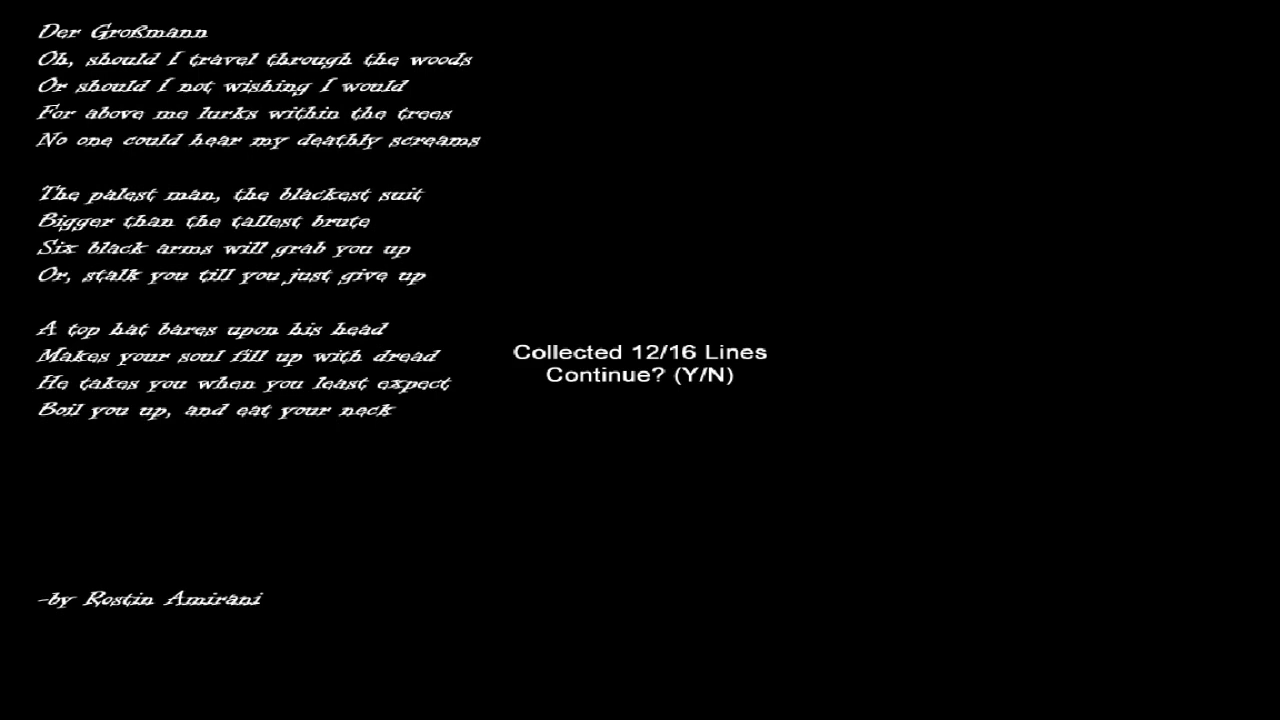 Der Großmann
Oh, should I travel through the woods
Or should I not wishing I would
For above me lurks within the trees
No one could hear my deathly screams
The palest man, the blackest suit
Bigger than the tallest brute
Six black arms will grab you up
Or, stalk you till you just give up
A top hat bares upon his head
Makes your soul fill up with dread
He takes you when you least expect
Boil you up, and eat your neck
Collected 12/16 Lines
Continue? (Y/N)
-by Rostin Amirani